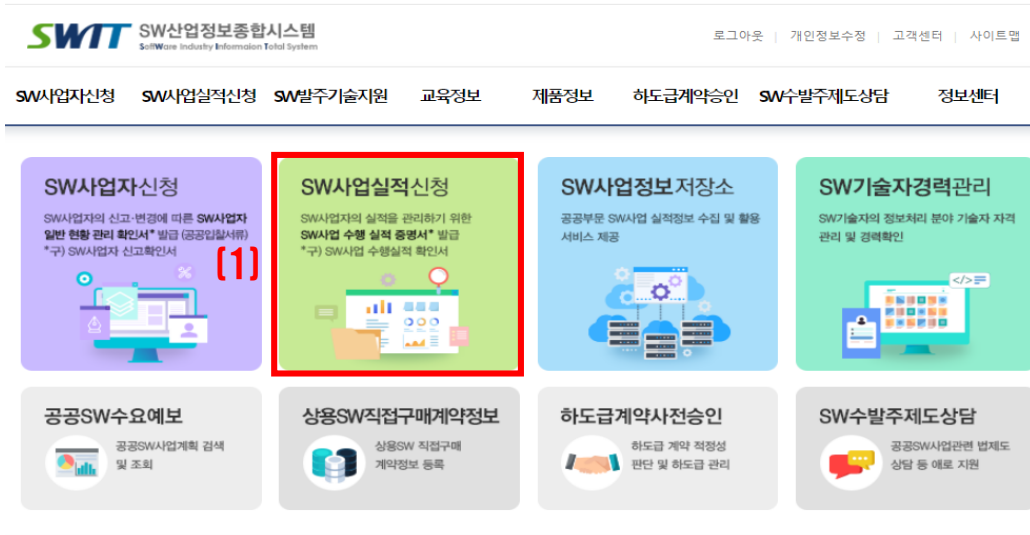 SWIT SW산업정보종합시스템
SoftWare Industry Informaion Total System
로그아웃 | 개인정보수정 | 고객센터 | 사이트맵
SW사업자신청 SW사업실적신청 SW발주기술지원 교육정보 제품정보 하도급계약승인 SW수발주제도상담 정보센터
SW사업자신청
SW사업자의 신고·변경에 따른 SW사업자
일반 현황 관리 확인서* 발급 (공공입찰서류)
*구) SW사업자 신고확인서
(1)
SW사업실적신청
SW사업자의 실적을 관리하기 위한
SW사업 수행 실적 증명서* 발급
*구) SW사업 수행실적 확인서
SW사업정보저장소
공공부문 SW사업 실적정보 수집 및 활용
서비스 제공
SW기술자경력관리
SW기술자의 정보처리 분야 기술자 자격
관리 및 경력확인
</>
공공SW수요예보
공공SW사업계획 검색
및 조회
상용SW직접구매계약정보
상용SW 직접구매
계약정보 등록
하도급계약사전승인
하도급 계약 적정성
판단 및 하도급 관리
SW수발주제도상담
공공SW사업관련 법제도
상담 등 애로 지원